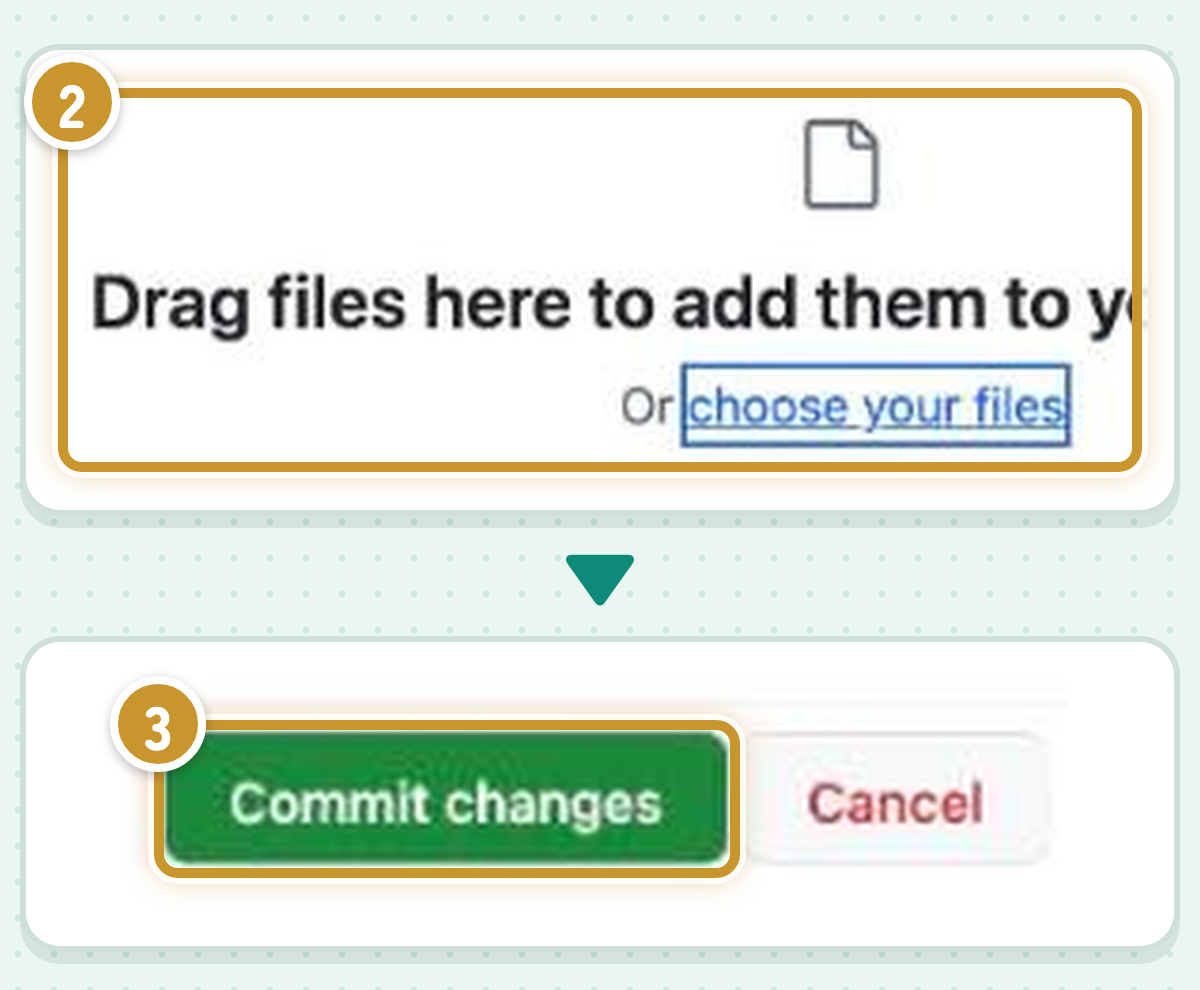 2
Drag files here to add them to
Or choose your files
3
Commit changes
Cancel